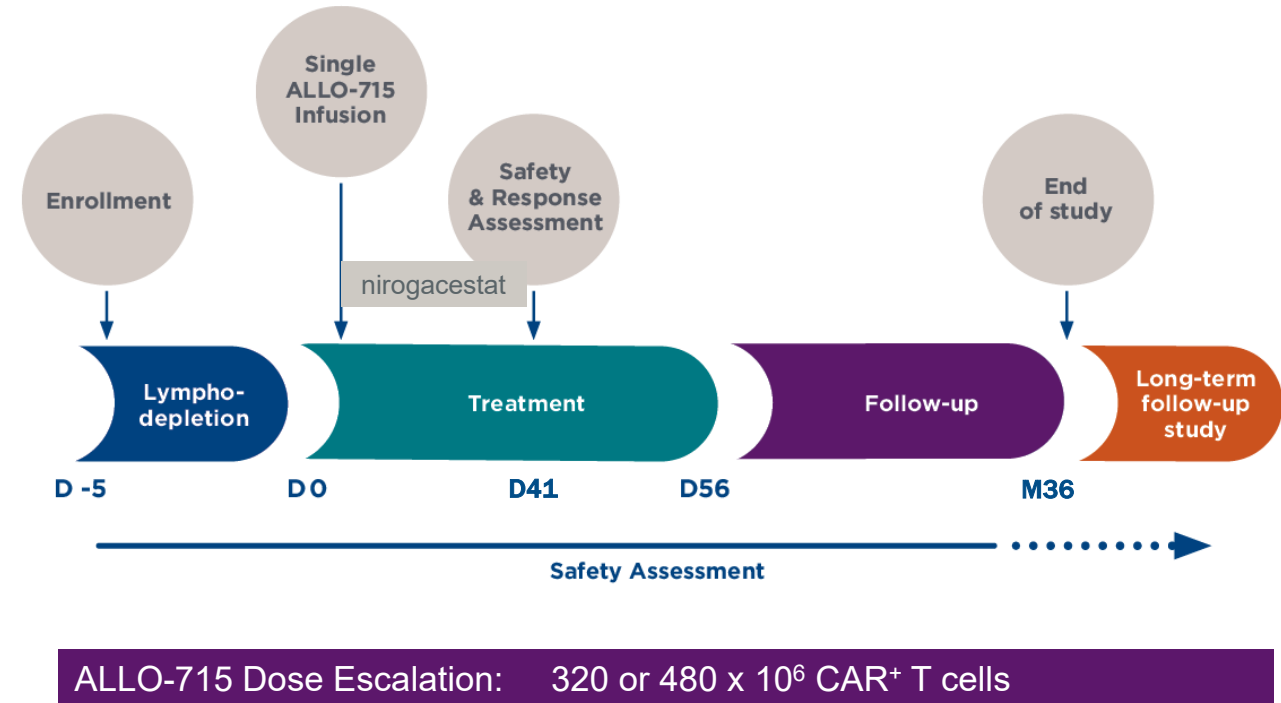 Single
ALLO-715
Infusion
Enrollment
Safety
& Response
Assessment
End
of study
nirogacestat
Lympho-
depletion
Treatment
Follow-up
Long-term
follow-up
study
D -5
D 0
D41
D56
M36
Safety Assessment
ALLO-715 Dose Escalation: 320 or 480 x 10⁶ CAR⁺ T cells